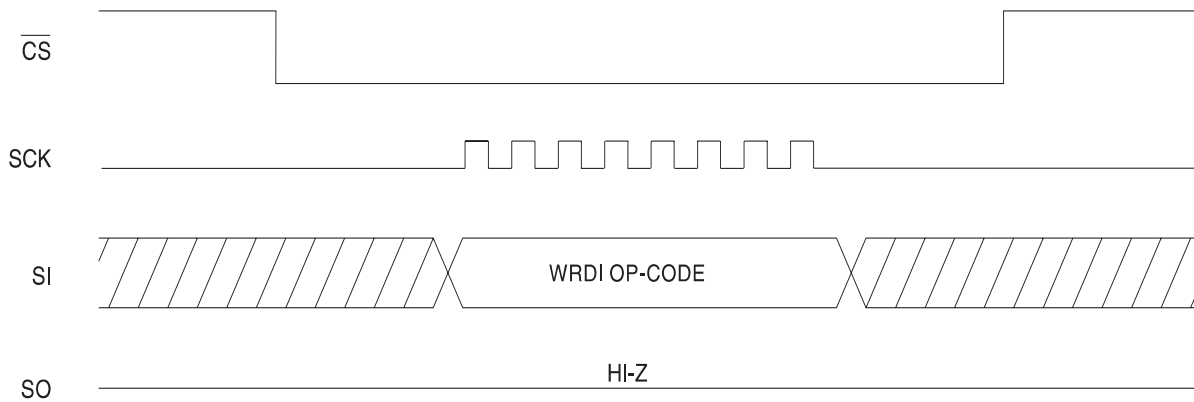 CS
SCK
SI
WRDI OP-CODE
HI-Z
SO